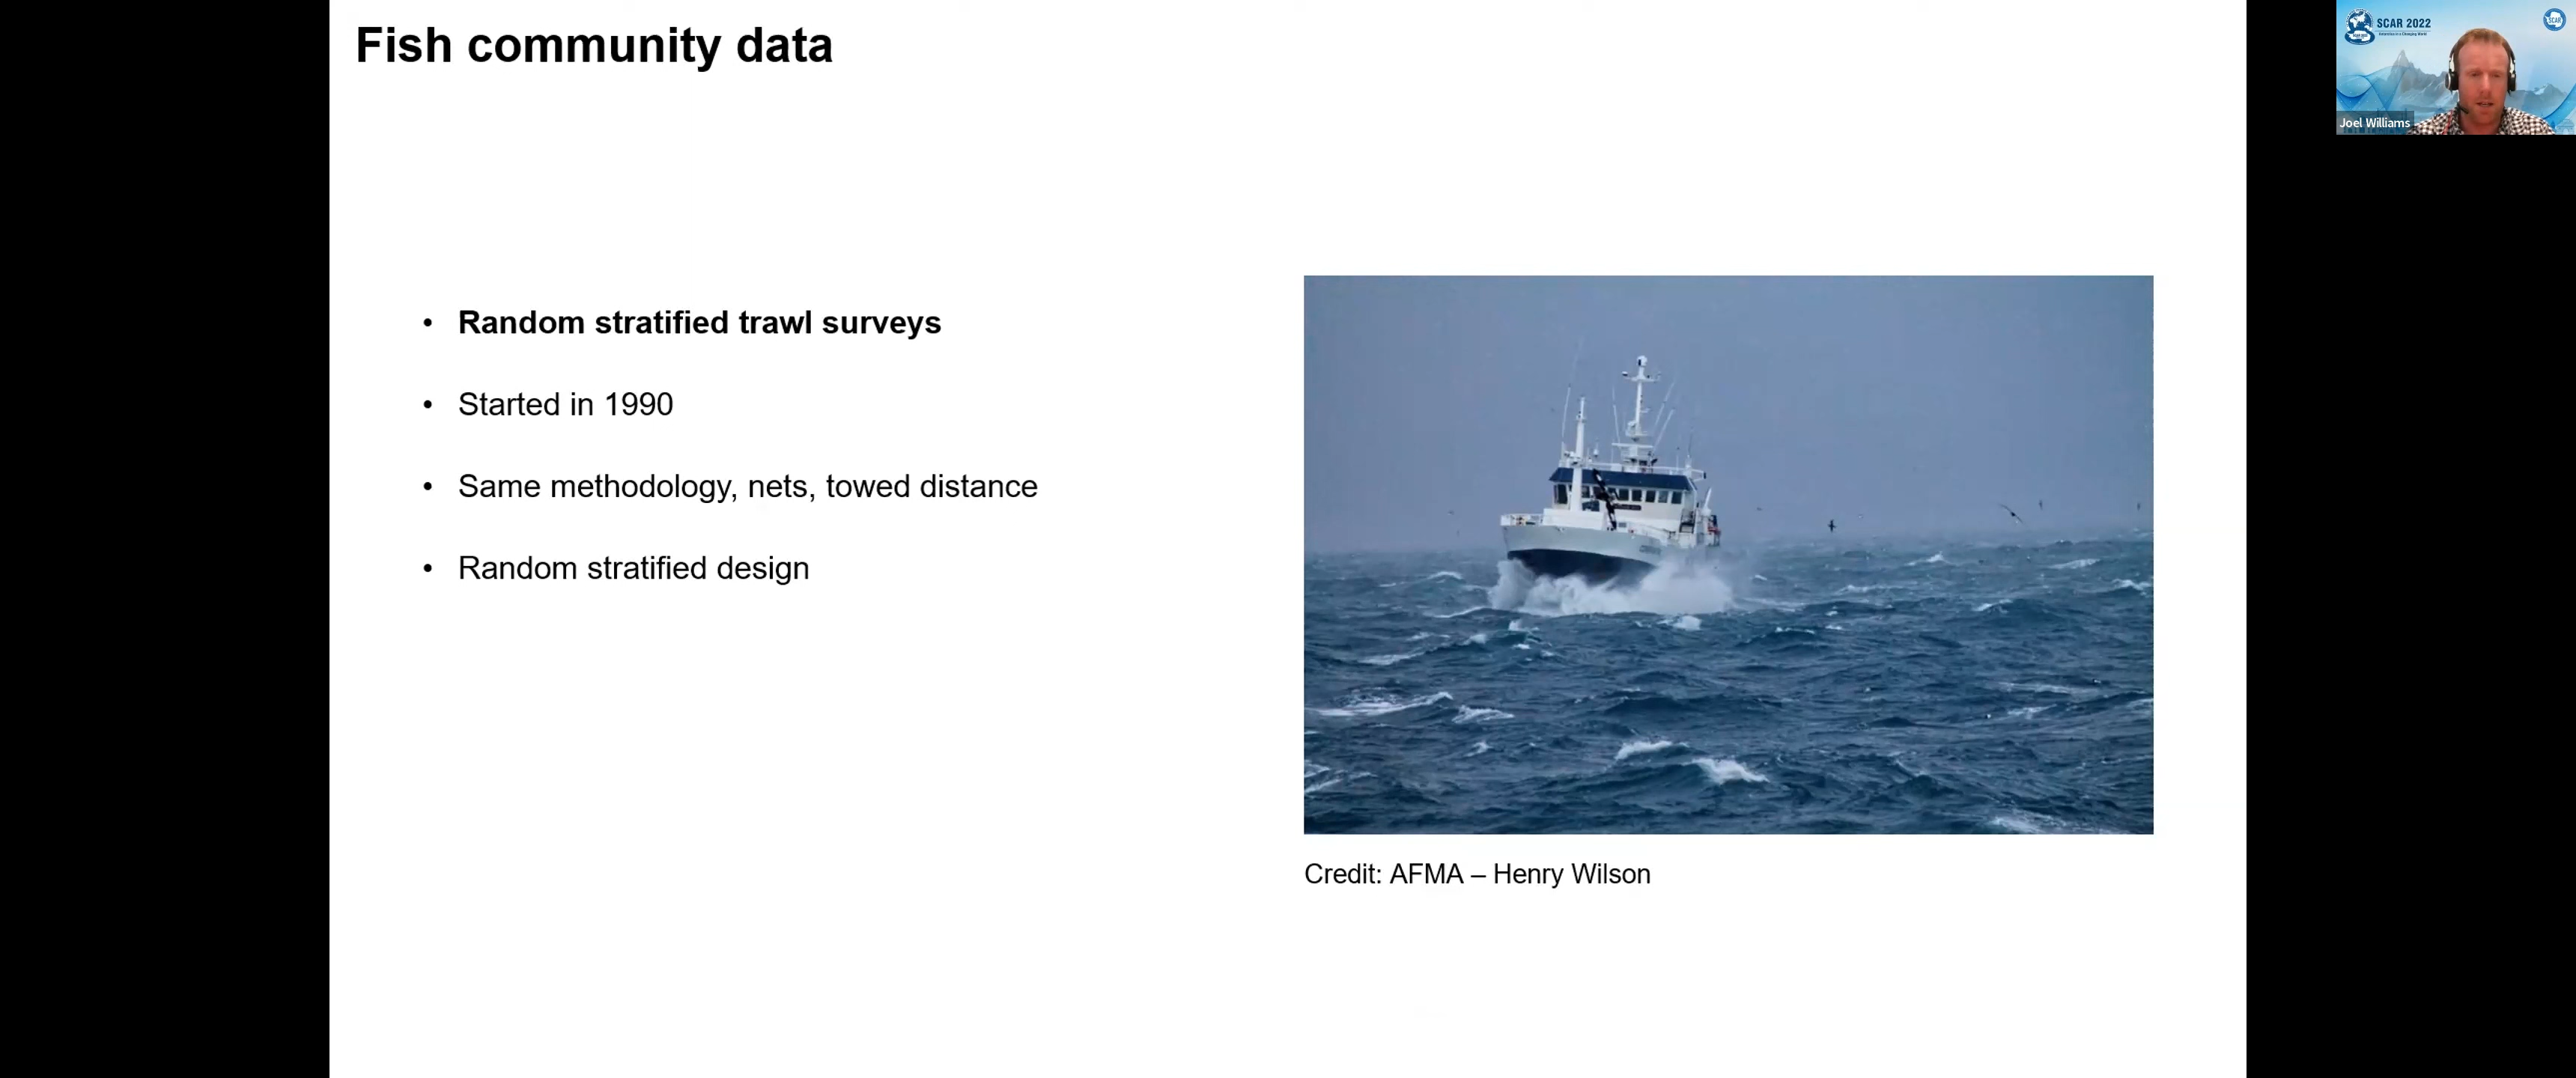 Fish community data
SCAR 2022
SCAR
Joel Williams
• Random stratified trawl surveys
• Started in 1990
• Same methodology, nets, towed distance
• Random stratified design
Credit: AFMA – Henry Wilson